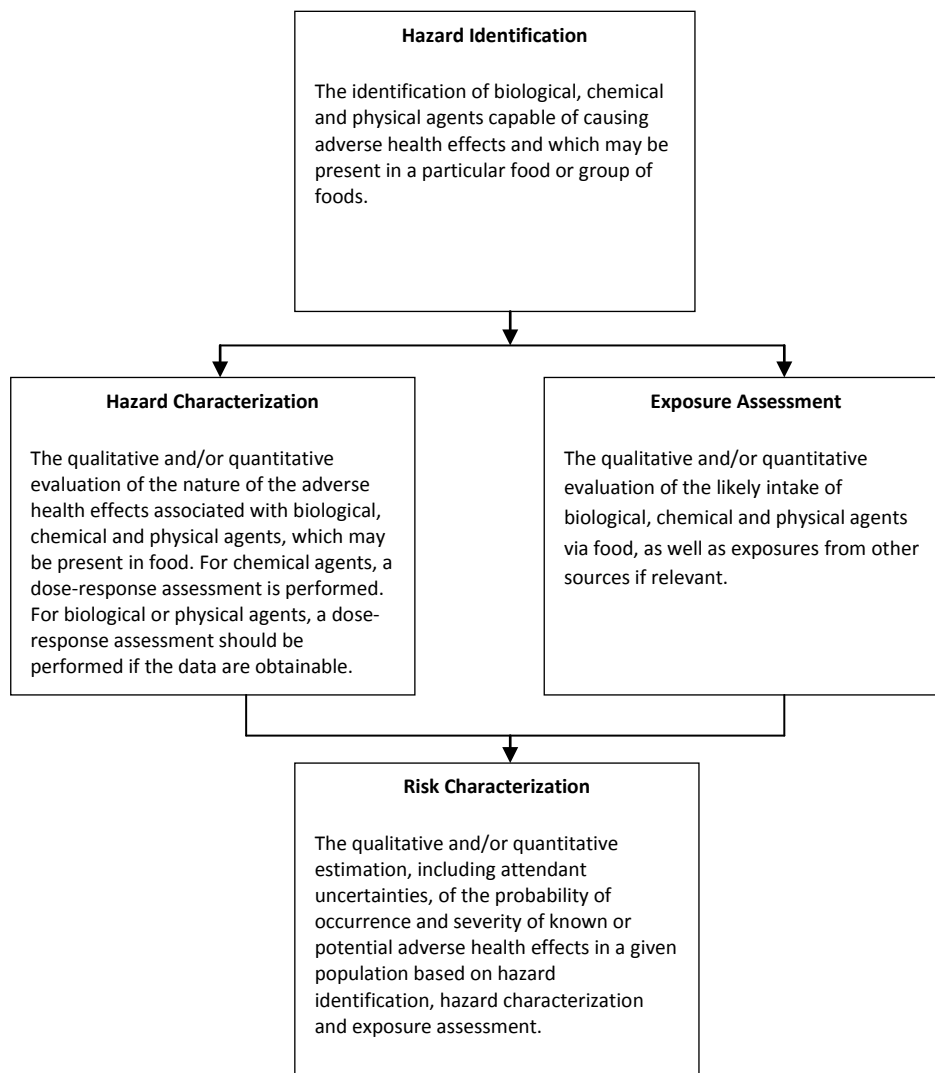 Hazard Identification
The identification of biological, chemical
and physical agents capable of causing
adverse health effects and which may be
present in a particular food or group of
foods.
Hazard Characterization
The qualitative and/or quantitative
evaluation of the nature of the adverse
health effects associated with biological,
chemical and physical agents, which may
be present in food. For chemical agents, a
dose-response assessment is performed.
For biological or physical agents, a dose-
response assessment should be
performed if the data are obtainable.
Exposure Assessment
The qualitative and/or quantitative
evaluation of the likely intake of
biological, chemical and physical agents
via food, as well as exposures from other
sources if relevant.
Risk Characterization
The qualitative and/or quantitative
estimation, including attendant
uncertainties, of the probability of
occurrence and severity of known or
potential adverse health effects in a given
population based on hazard
identification, hazard characterization
and exposure assessment.